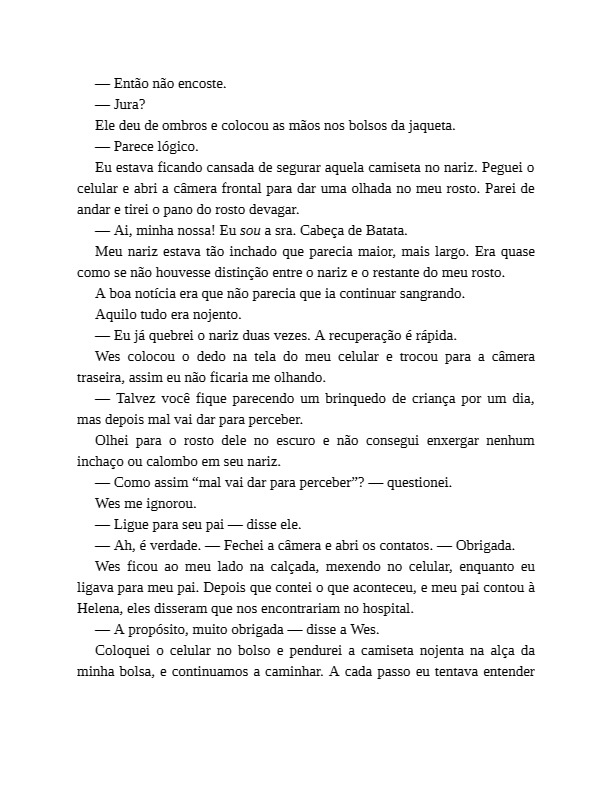 — Então não encoste.
— Jura?
Ele deu de ombros e colocou as mãos nos bolsos da jaqueta.
— Parece lógico.
Eu estava ficando cansada de segurar aquela camiseta no nariz. Peguei o
celular e abri a câmera frontal para dar uma olhada no meu rosto. Parei de
andar e tirei o pano do rosto devagar.
— Ai, minha nossa! Eu sou a sra. Cabeça de Batata.
Meu nariz estava tão inchado que parecia maior, mais largo. Era quase
como se não houvesse distinção entre o nariz e o restante do meu rosto.
A boa notícia era que não parecia que ia continuar sangrando.
Aquilo tudo era nojento.
— Eu já quebrei o nariz duas vezes. A recuperação é rápida.
Wes colocou o dedo na tela do meu celular e trocou para a câmera
traseira, assim eu não ficaria me olhando.
— Talvez você fique parecendo um brinquedo de criança por um dia,
mas depois mal vai dar para perceber.
Olhei para o rosto dele no escuro e não consegui enxergar nenhum
inchaço ou calombo em seu nariz.
— Como assim “mal vai dar para perceber”? — questionei.
Wes me ignorou.
— Ligue para seu pai — disse ele.
— Ah, é verdade. — Fechei a câmera e abri os contatos. — Obrigada.
Wes ficou ao meu lado na calçada, mexendo no celular, enquanto eu
ligava para meu pai. Depois que contei o que aconteceu, e meu pai contou à
Helena, eles disseram que nos encontrariam no hospital.
— A propósito, muito obrigada — disse a Wes.
Coloquei o celular no bolso e pendurei a camiseta nojenta na alça da
minha bolsa, e continuamos a caminhar. A cada passo eu tentava entender